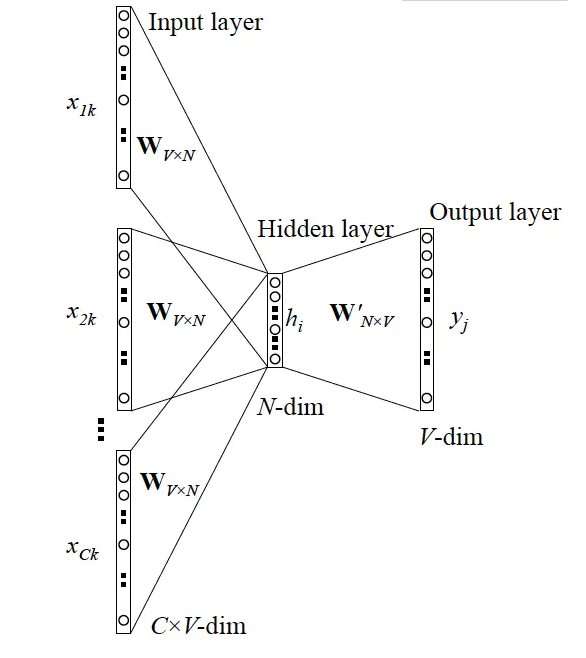 Input layer
x1k
WV×N
Hidden layer
Output layer
x2k
WV×N
hi
W'N×V
yj
N-dim
V-dim
WV×N
xCk
C×V-dim